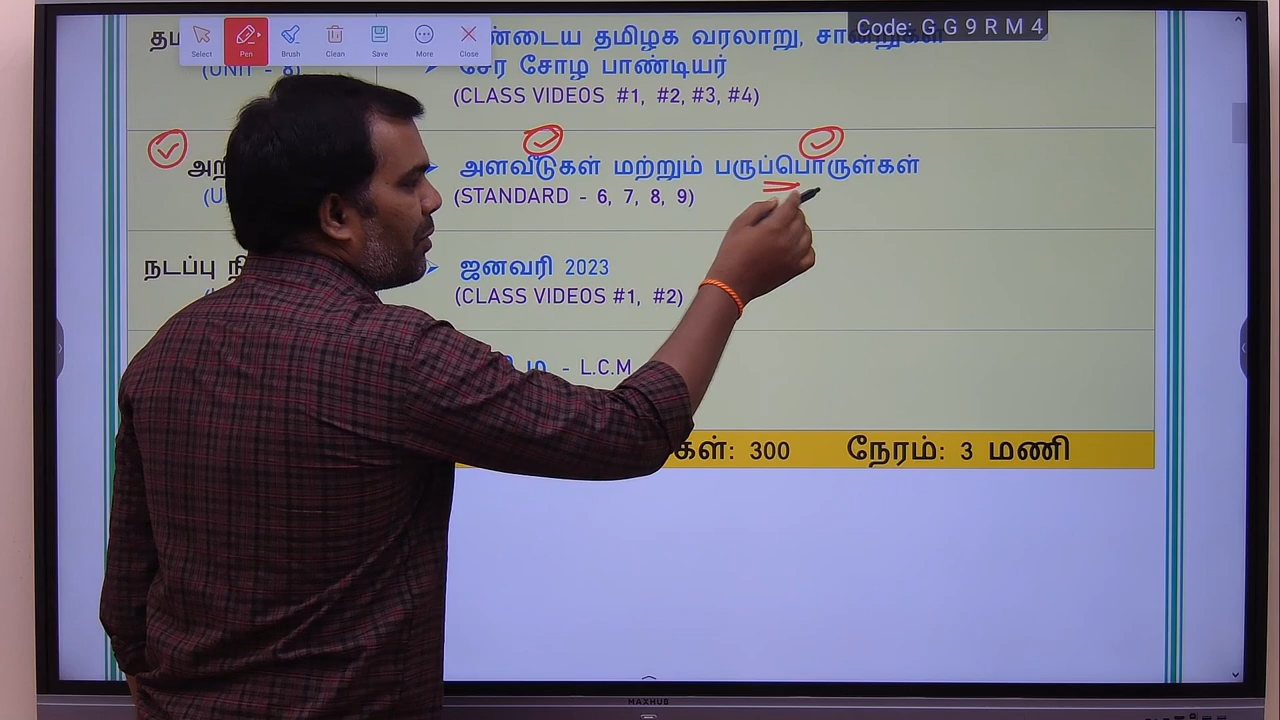 Select Pen Brush Clean Save More Close
Code: G G 9 R M 4
தமிழக வரலாறு,
(UNIT - 8)
சேர சோழ பாண்டியர்
(CLASS VIDEOS #1, #2, #3, #4)
அளவீடுகள் மற்றும் பருப்பொருள்கள்
(STANDARD - 6, 7, 8, 9)
நடப்பு
ஜனவரி 2023
(CLASS VIDEOS #1, #2)
- L.C.M
300 நேரம்: 3 மணி
MAXHUB